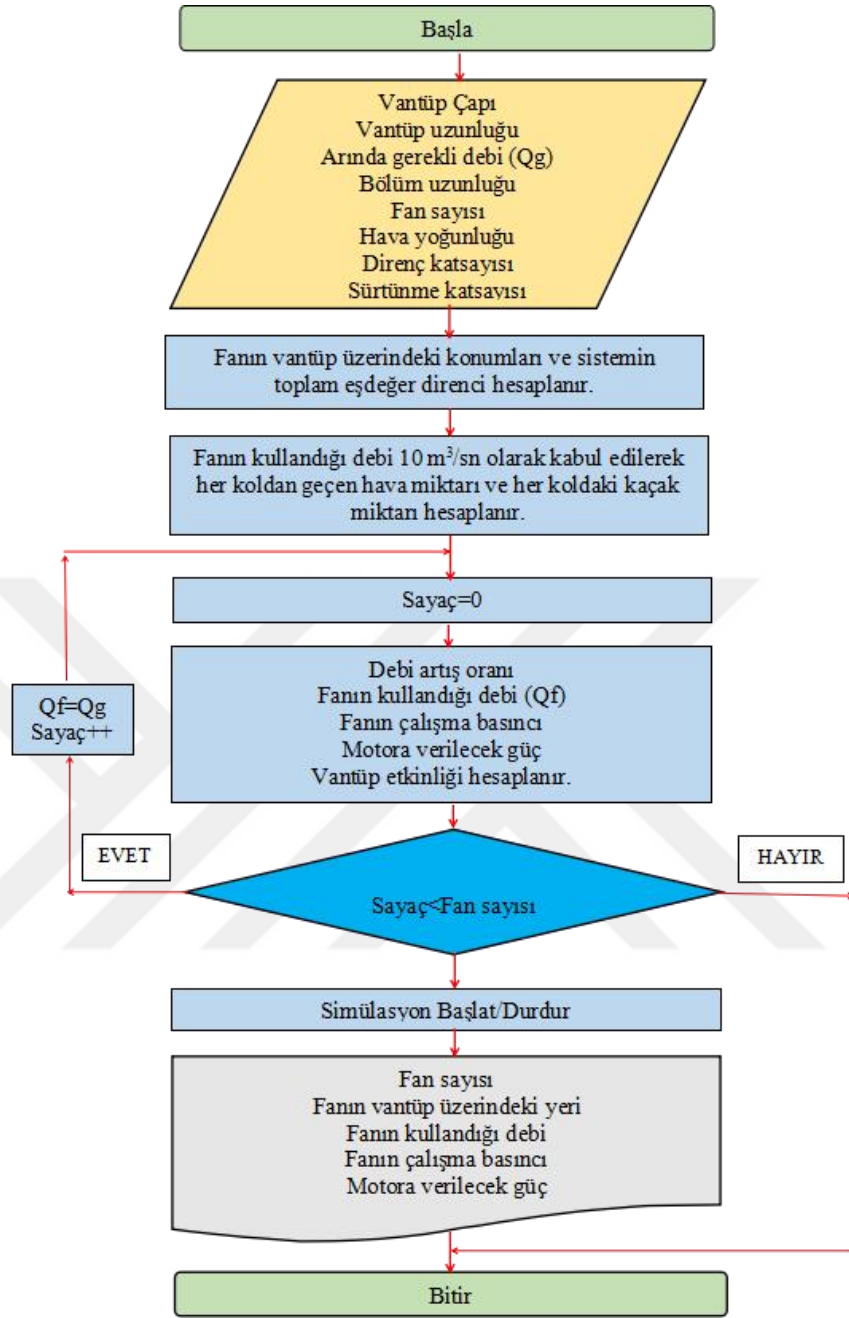 Başla
Vantüp Çapı
Vantüp uzunluğu
Arında gerekli debi (Qg)
Bölüm uzunluğu
Fan sayısı
Hava yoğunluğu
Direnç katsayısı
Sürtünme katsayısı
Fanın vantüp üzerindeki konumları ve sistemin
toplam eşdeğer direnci hesaplanır.
Fanın kullandığı debi 10 m³/sn olarak kabul edilerek
her koldan geçen hava miktarı ve her koldaki kaçak
miktarı hesaplanır.
Sayaç=0
Debi artış oranı
Fanın kullandığı debi (Qf)
Fanın çalışma basıncı
Motora verilecek güç
Vantüp etkinliği hesaplanır.
Qf=Qg
Sayaç++
EVET
HAYIR
Sayaç<Fan sayısı
Simülasyon Başlat/Durdur
Fan sayısı
Fanın vantüp üzerindeki yeri
Fanın kullandığı debi
Fanın çalışma basıncı
Motora verilecek güç
Bitir